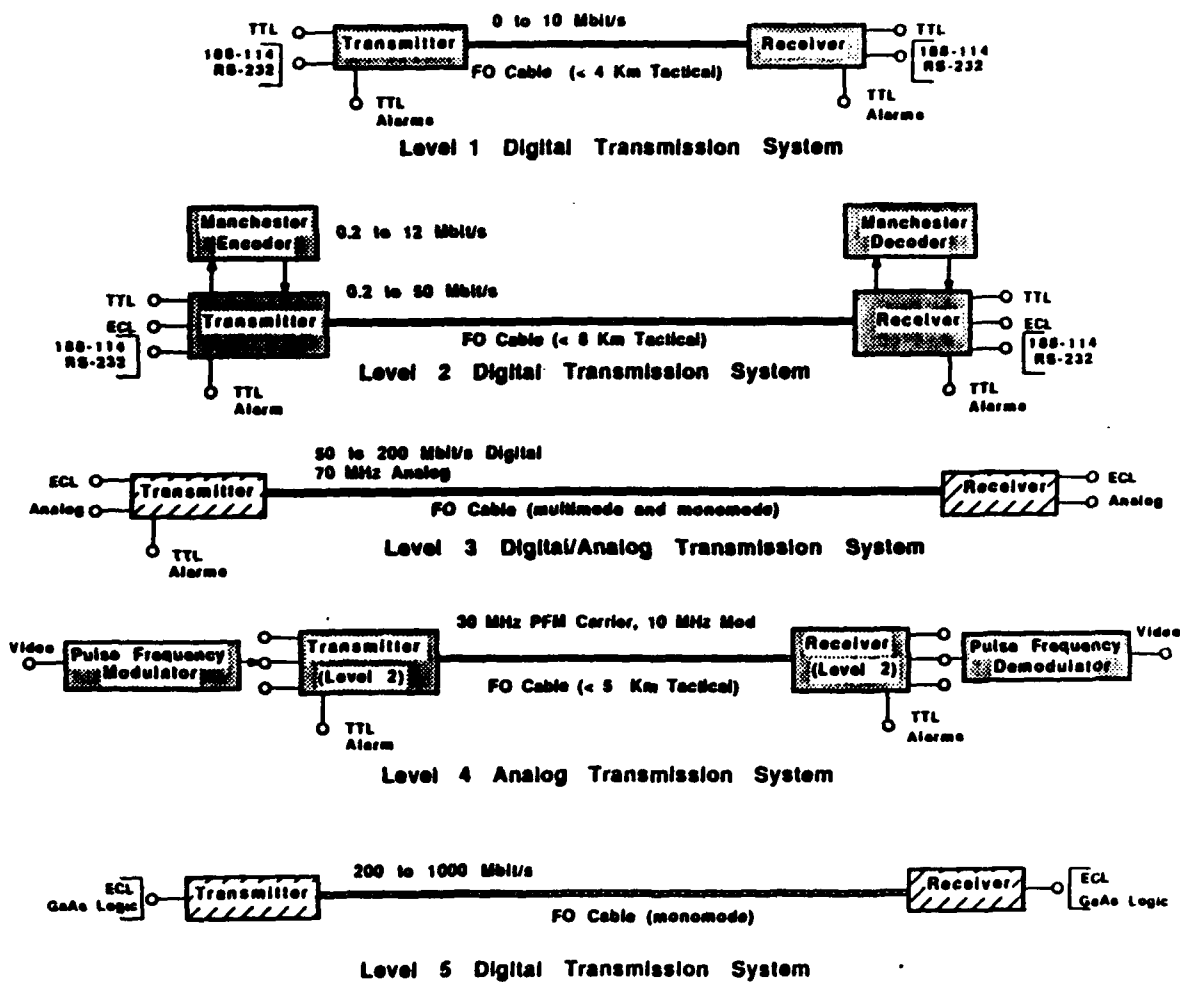 0 to 10 Mbit/s
TTL
188-114
RS-232
Transmitter
FO Cable (< 4 Km Tactical)
Receiver
TTL
188-114
RS-232
TTL
Alarms
TTL
Alarms
Level 1 Digital Transmission System
Manchester
Encoder
0.2 to 12 Mbit/s
Manchester
Decoder
TTL
ECL
188-114
RS-232
Transmitter
0.2 to 50 Mbit/s
FO Cable (< 8 Km Tactical)
Receiver
TTL
ECL
188-114
RS-232
TTL
Alarm
TTL
Alarms
Level 2 Digital Transmission System
50 to 200 Mbit/s Digital
70 MHz Analog
ECL
Analog
Transmitter
FO Cable (multimode and monomode)
Receiver
ECL
Analog
TTL
Alarms
Level 3 Digital/Analog Transmission System
Video
Pulse Frequency
Modulator
Transmitter
(Level 2)
30 MHz PFM Carrier, 10 MHz Mod
FO Cable (< 5 Km Tactical)
Receiver
(Level 2)
Pulse Frequency
Demodulator
Video
TTL
Alarm
TTL
Alarms
Level 4 Analog Transmission System
200 to 1000 Mbit/s
ECL
GaAs Logic
Transmitter
FO Cable (monomode)
Receiver
ECL
GaAs Logic
Level 5 Digital Transmission System